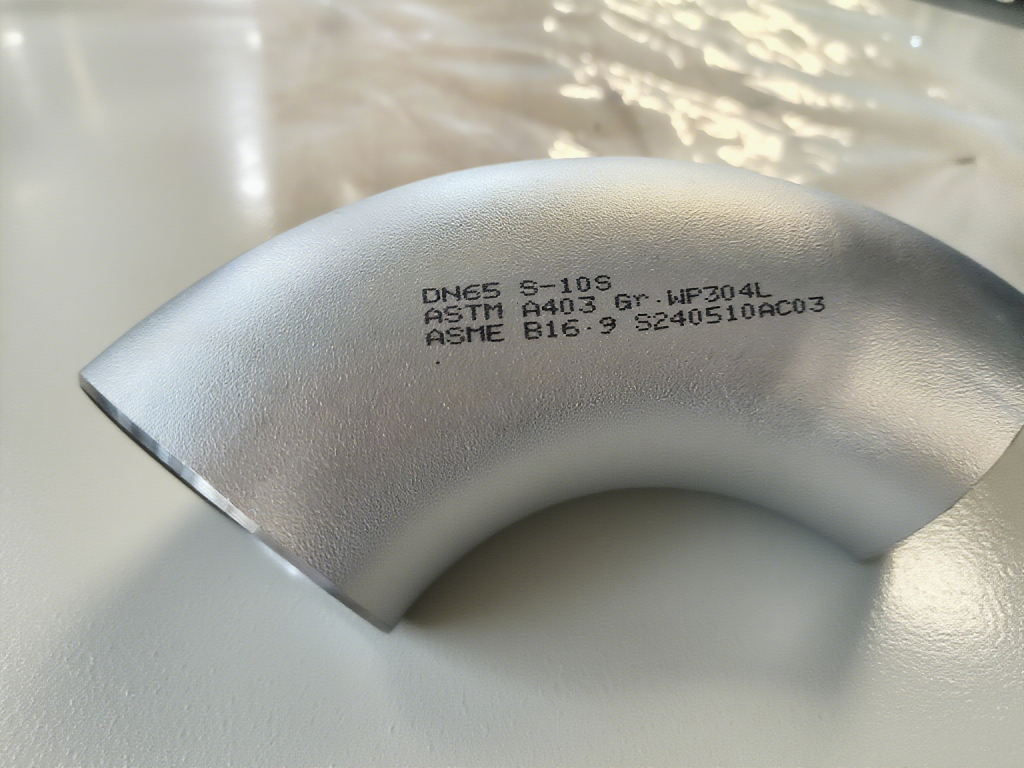 DN65 S-10S
ASTM A403 Gr.WP304L
ASME B16.9 S240510AC03